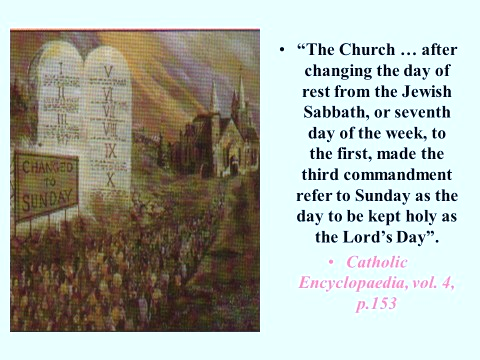 I
II
III
V
VI
VII
VIII
IX
X
CHANGED
TO
SUNDAY
• “The Church … after
changing the day of
rest from the Jewish
Sabbath, or seventh
day of the week, to
the first, made the
third commandment
refer to Sunday as the
day to be kept holy as
the Lord’s Day”.
• Catholic
Encyclopaedia, vol. 4,
p.153